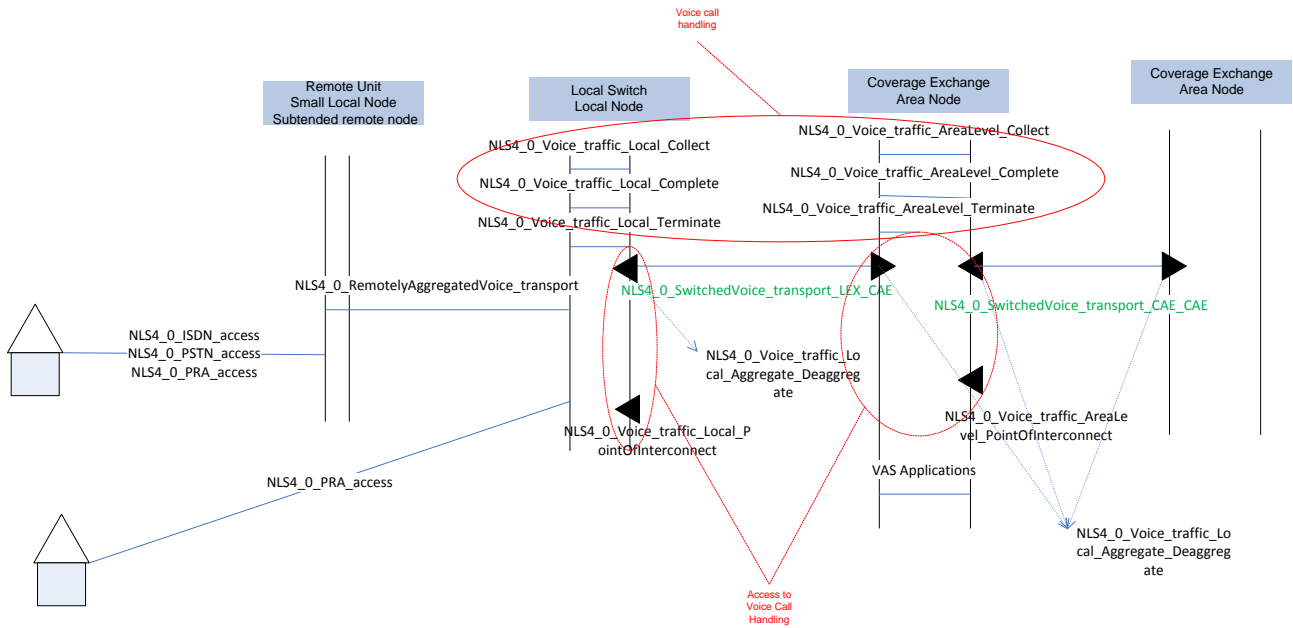 Voice call
handling
Remote Unit
Small Local Node
Subtended remote node
Local Switch
Local Node
Coverage Exchange
Area Node
Coverage Exchange
Area Node
NLS4_0_Voice_traffic_Local_Collect
NLS4_0_Voice_traffic_Local_Complete
NLS4_0_Voice_traffic_Local_Terminate
NLS4_0_Voice_traffic_AreaLevel_Collect
NLS4_0_Voice_traffic_AreaLevel_Complete
NLS4_0_Voice_traffic_AreaLevel_Terminate
NLS4_0_RemotelyAggregatedVoice_transport
NLS4_0_SwitchedVoice_transport_LEX_CAE
NLS4_0_SwitchedVoice_transport_CAE_CAE
NLS4_0_ISDN_access
NLS4_0_PSTN_access
NLS4_0_PRA_access
NLS4_0_Voice_traffic_Lo
cal_Aggregate_Deaggreg
ate
NLS4_0_Voice_traffic_Local_P
ointOfInterconnect
NLS4_0_Voice_traffic_AreaLe
vel_PointOfInterconnect
VAS Applications
NLS4_0_PRA_access
NLS4_0_Voice_traffic_Lo
cal_Aggregate_Deaggreg
ate
Access to
Voice Call
Handling